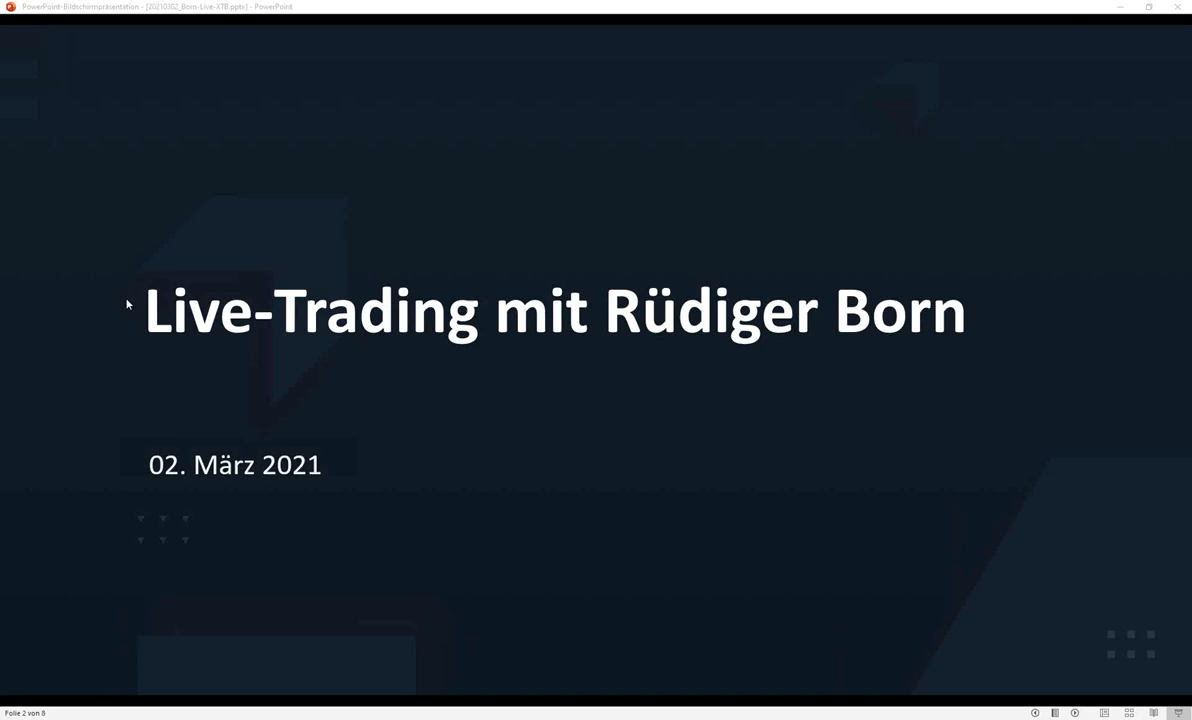 PowerPoint-Bildschirmpräsentation - [20210302_Born-Live-XTB.pptx] - PowerPoint
Live-Trading mit Rüdiger Born
02. März 2021
Folie 2 von 8